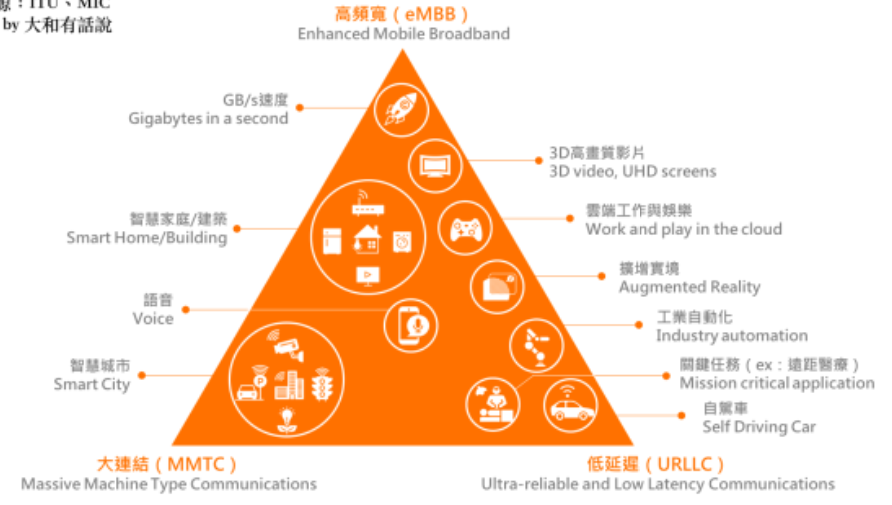 源：ITU、MIC
by 大和有話說
高頻寬（eMBB）
Enhanced Mobile Broadband
GB/s速度
Gigabytes in a second
3D高畫質影片
3D video, UHD screens
智慧家庭/建築
Smart Home/Building
雲端工作與娛樂
Work and play in the cloud
擴增實境
Augmented Reality
語音
Voice
工業自動化
Industry automation
智慧城市
Smart City
關鍵任務（ex：遠距醫療）
Mission critical application
自駕車
Self Driving Car
大連結（MMTC）
Massive Machine Type Communications
低延遲（URLLC）
Ultra-reliable and Low Latency Communications